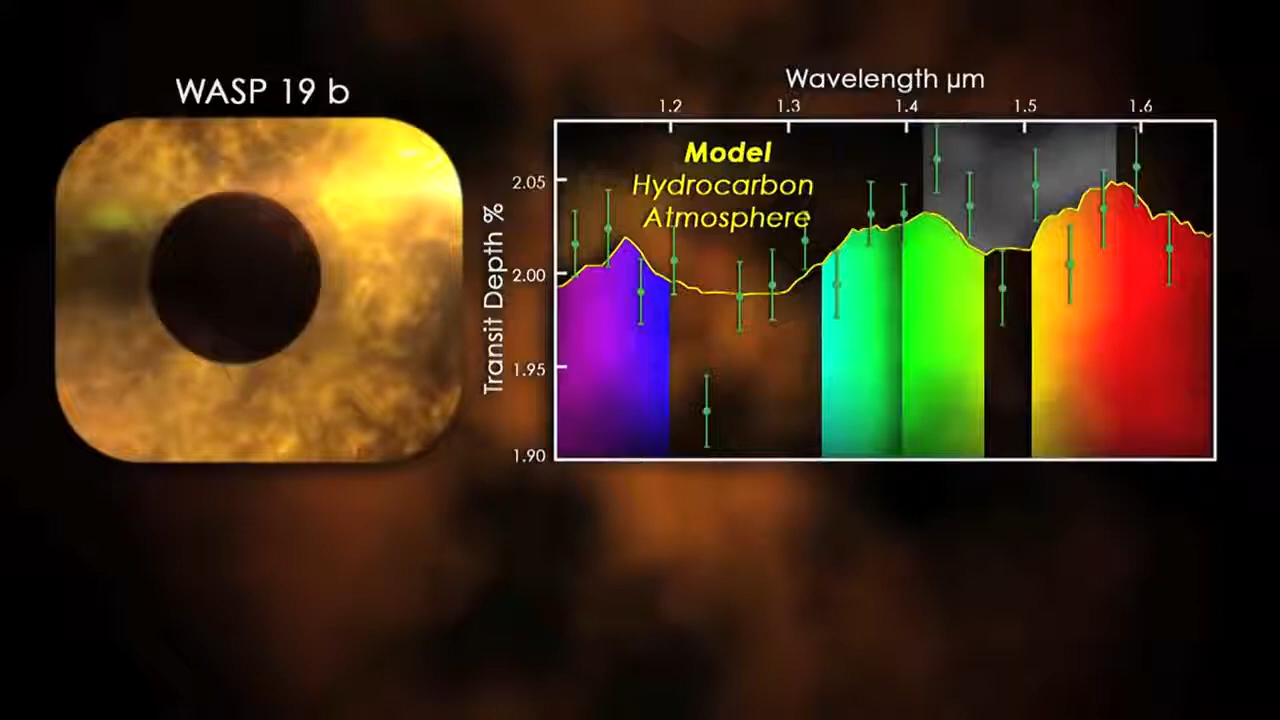 WASP 19 b
Wavelength µm
1.2 1.3 1.4 1.5 1.6
Model
Hydrocarbon
Atmosphere
Transit Depth %
2.05
2.00
1.95
1.90